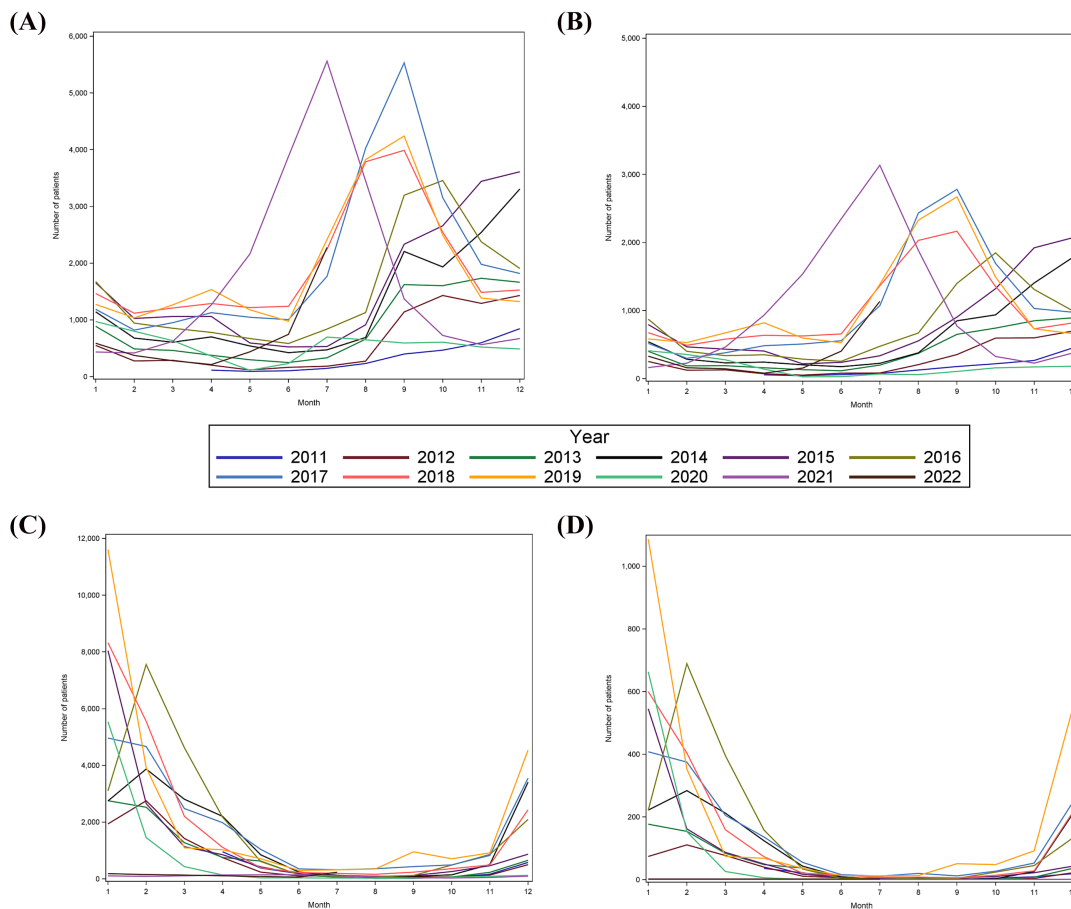 (A)
(B)
6,000
5,000
4,000
3,000
2,000
1,000
0
Number of patients
1 2 3 4 5 6 7 8 9 10 11 12
Month
5,000
4,000
3,000
2,000
1,000
0
Number of patients
1 2 3 4 5 6 7 8 9 10 11 1
Month
Year
2011 2012 2013 2014 2015 2016
2017 2018 2019 2020 2021 2022
(C)
(D)
12,000
10,000
8,000
6,000
4,000
2,000
0
Number of patients
1 2 3 4 5 6 7 8 9 10 11 12
Month
1,000
800
600
400
200
0
Number of patients
1 2 3 4 5 6 7 8 9 10 11 1
Month